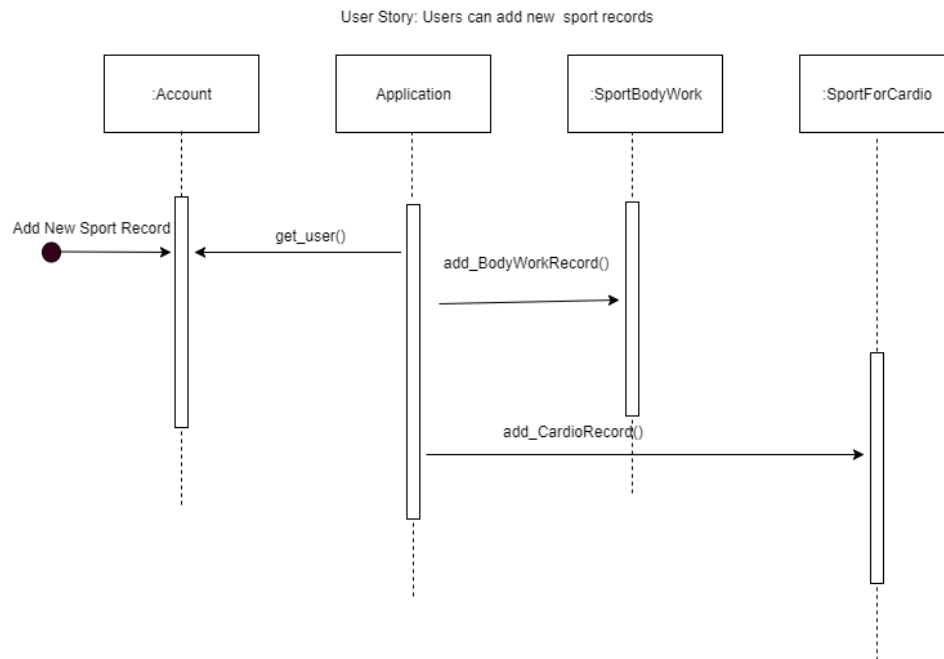 User Story: Users can add new  sport records
:Account
Application
:SportBodyWork
:SportForCardio
Add New Sport Record
get_user()
add_BodyWorkRecord()
add_CardioRecord()